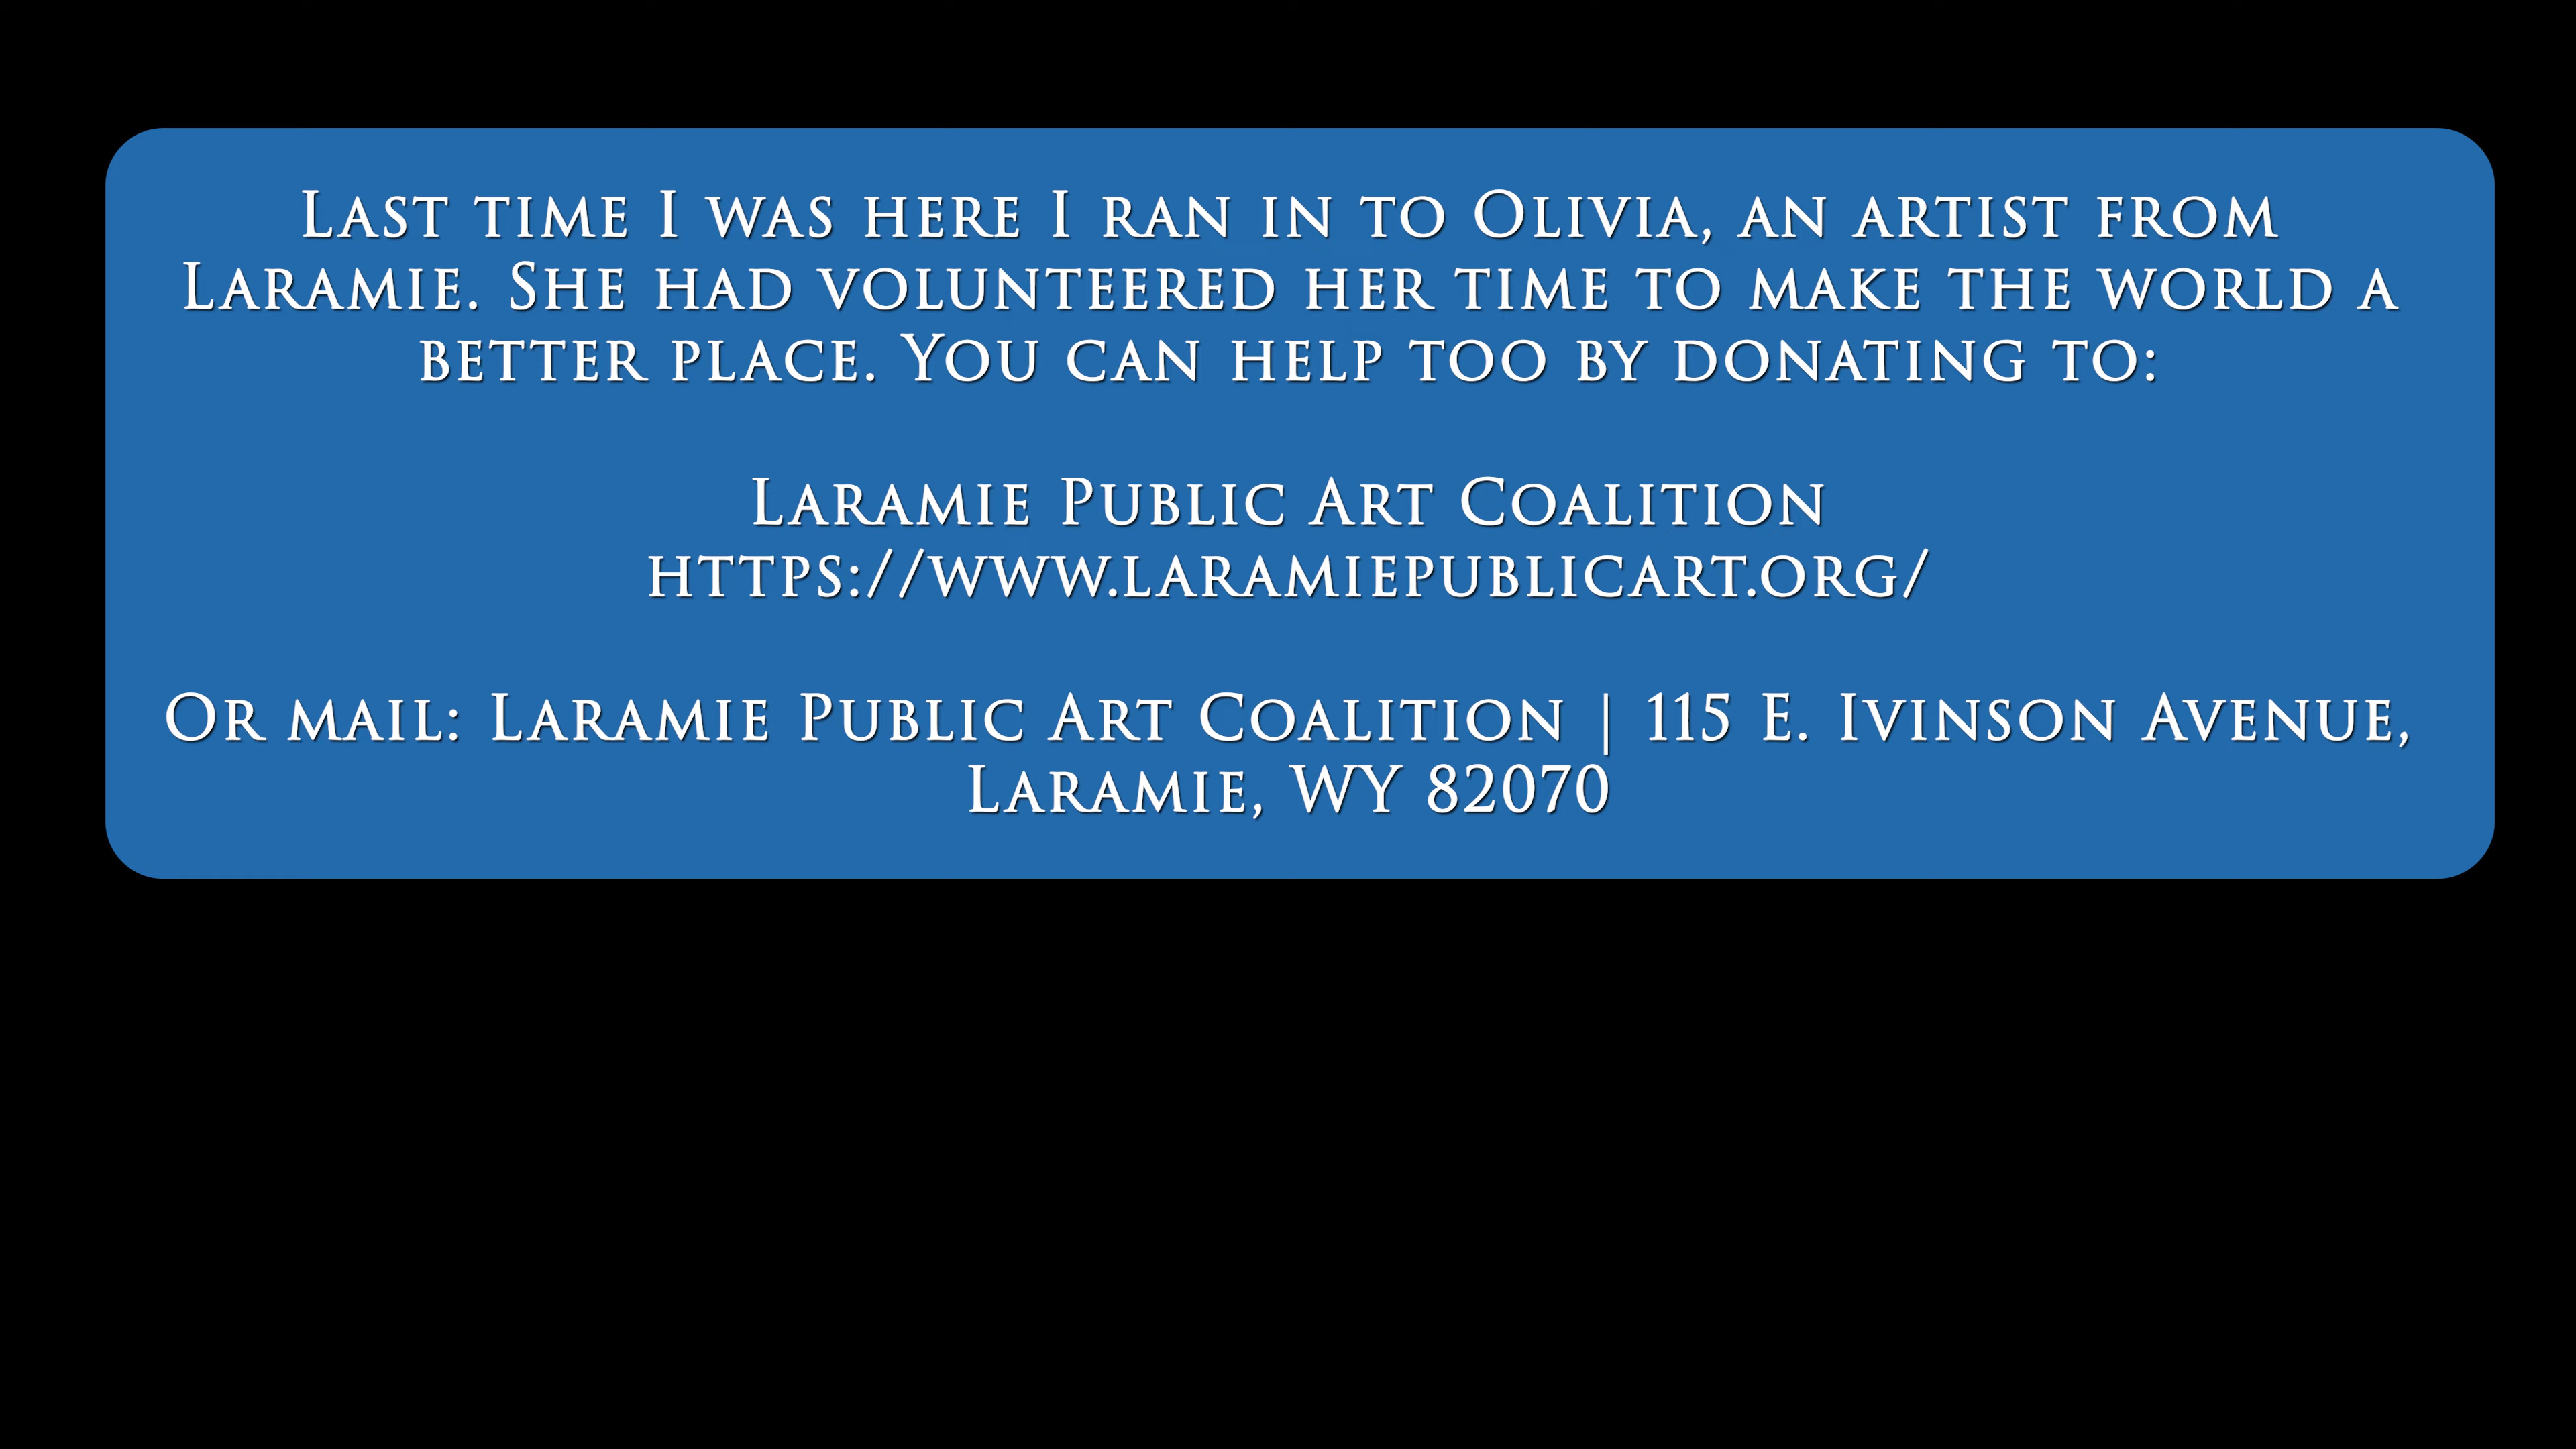 Last time I was here I ran in to Olivia, an artist from
Laramie. She had volunteered her time to make the world a
better place. You can help too by donating to:
Laramie Public Art Coalition
https://www.laramiepublicart.org/
Or mail: Laramie Public Art Coalition | 115 E. Ivinson Avenue,
Laramie, WY 82070